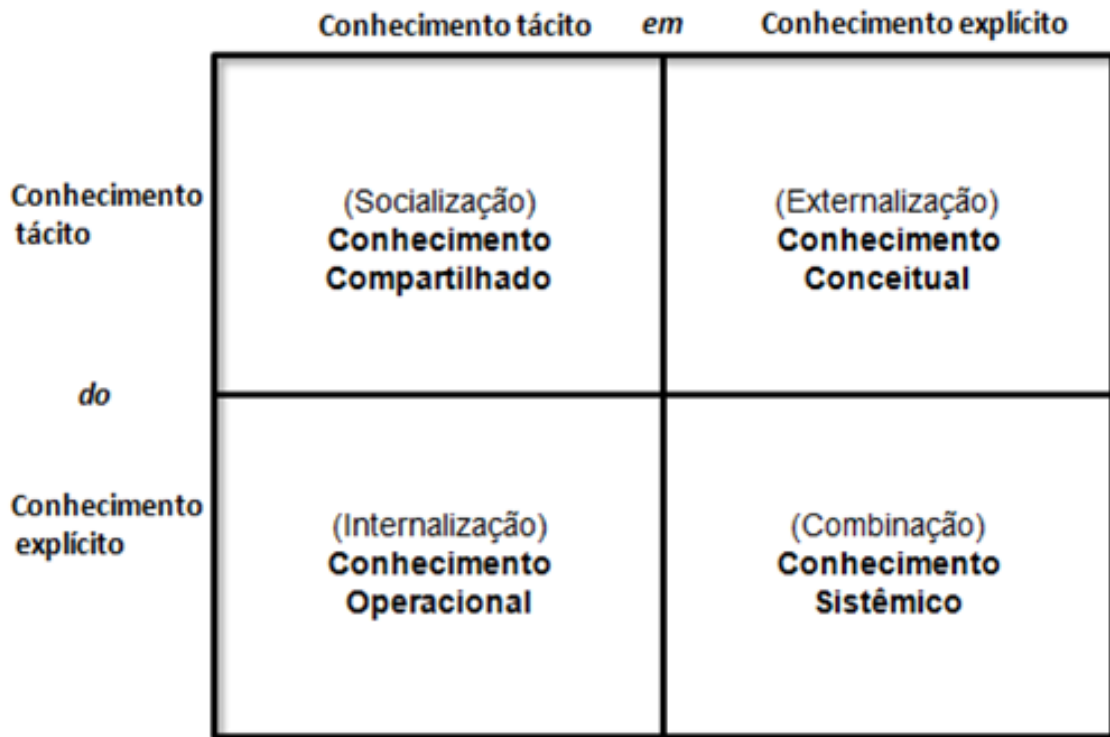 Conhecimento tácito em Conhecimento explícito
Conhecimento
tácito
(Socialização)
Conhecimento
Compartilhado
(Externalização)
Conhecimento
Conceitual
do
Conhecimento
explícito
(Internalização)
Conhecimento
Operacional
(Combinação)
Conhecimento
Sistêmico